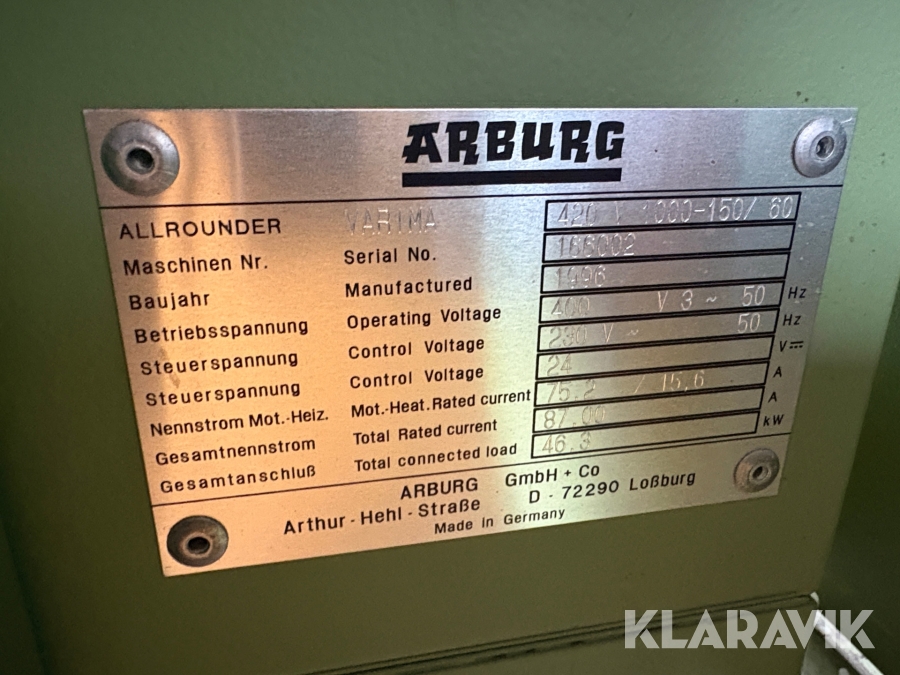 ARBURG
ALLROUNDER VARIMA 420 V 1000-150/ 60
Maschinen Nr. Serial No. 166002
Baujahr Manufactured 1996
Betriebsspannung Operating Voltage 400 V 3 ~ 50 Hz
Steuerspannung Control Voltage 230 V ~ 50 Hz
Steuerspannung Control Voltage 24 V⎓
Nennstrom Mot.-Heiz. Mot.-Heat.Rated current 75.2 / 15,6 A
Gesamtnennstrom Total Rated current 87.00 A
Gesamtanschluß Total connected load 46.3 kW
ARBURG GmbH + Co
Arthur - Hehl - Straße D - 72290 Loßburg
Made in Germany
KLARAVIK